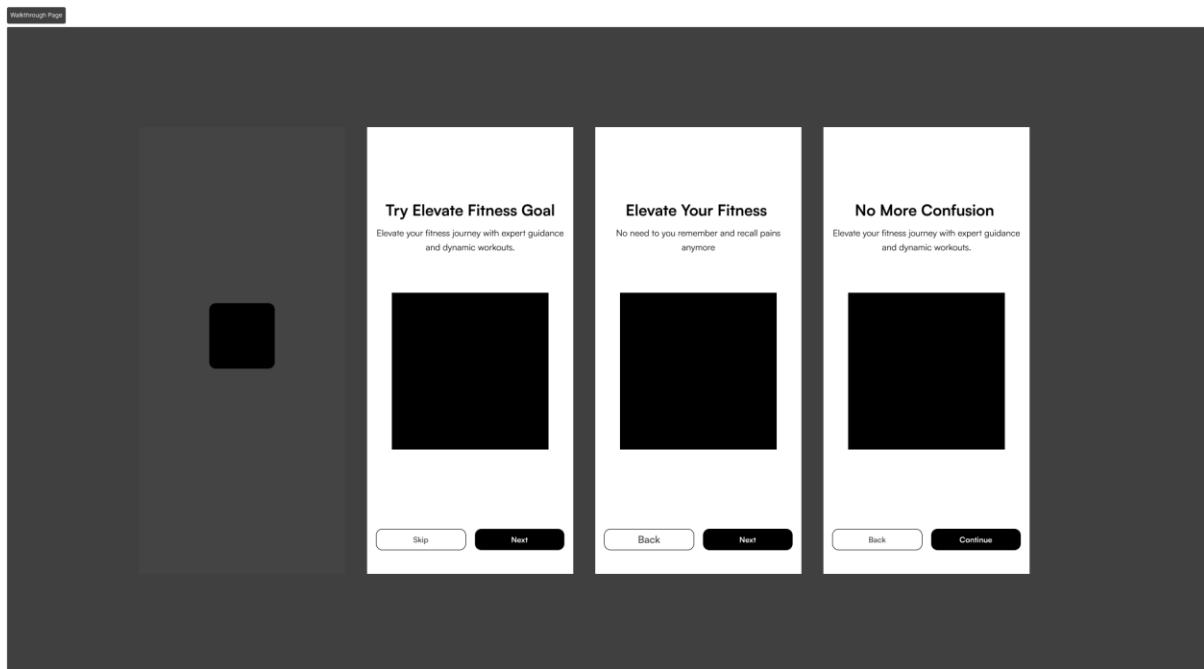 Walkthrough Page
Try Elevate Fitness Goal
Elevate your fitness journey with expert guidance
and dynamic workouts.
Skip
Next
Elevate Your Fitness
No need to you remember and recall pains
anymore
Back
Next
No More Confusion
Elevate your fitness journey with expert guidance
and dynamic workouts.
Back
Continue